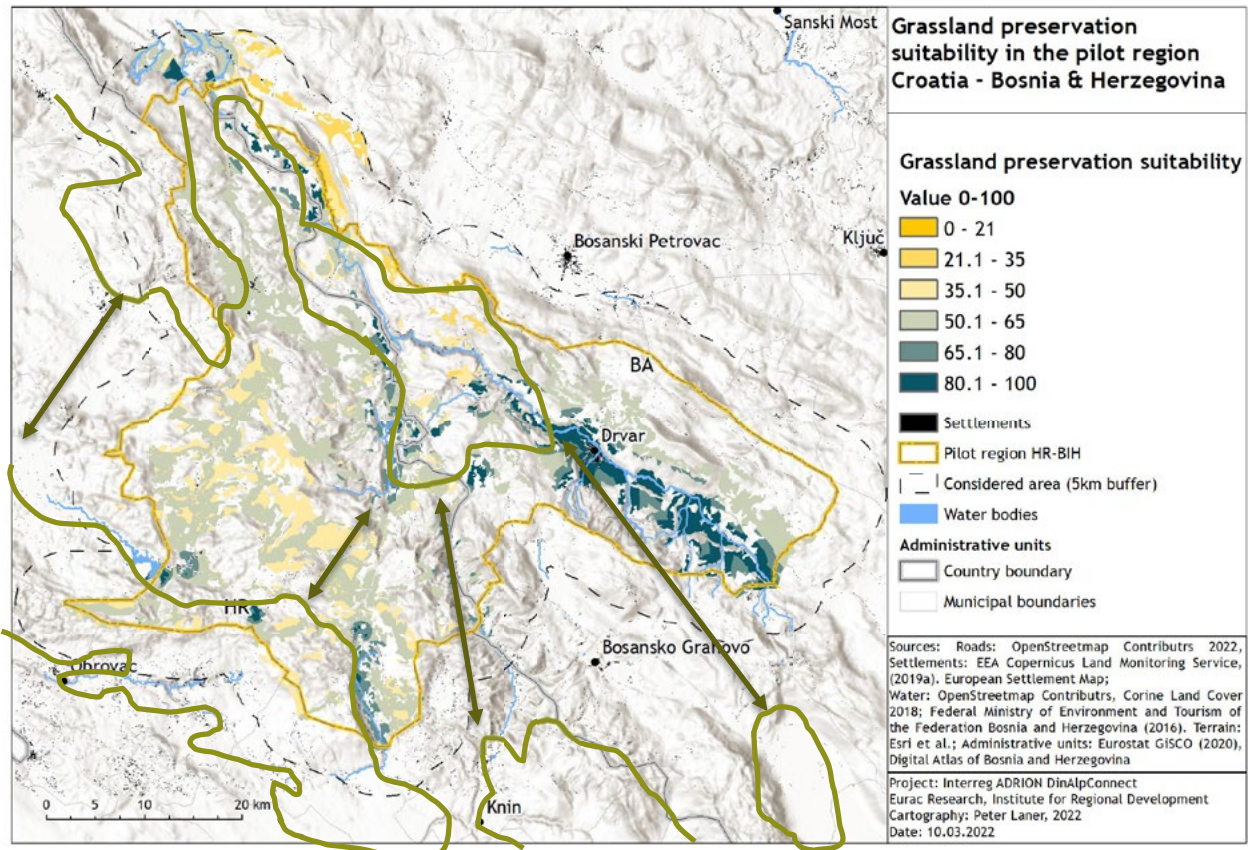 Sanski Most
Bosanski Petrovac
Ključ
BA
Drvar
HR
Bosansko Grahovo
Obrovac
Knin
0 5 10 20 km
Grassland preservation
suitability in the pilot region
Croatia - Bosnia & Herzegovina
Grassland preservation suitability
Value 0-100
0 - 21
21.1 - 35
35.1 - 50
50.1 - 65
65.1 - 80
80.1 - 100
Settlements
Pilot region HR-BIH
Considered area (5km buffer)
Water bodies
Administrative units
Country boundary
Municipal boundaries
Sources: Roads: OpenStreetmap Contributrs 2022,
Settlements: EEA Copernicus Land Monitoring Service,
(2019a). European Settlement Map;
Water: OpenStreetmap Contributrs, Corine Land Cover
2018; Federal Ministry of Environment and Tourism of
the Federation Bosnia and Herzegovina (2016). Terrain:
Esri et al.; Administrative units: Eurostat GISCO (2020),
Digital Atlas of Bosnia and Herzegovina
Project: Interreg ADRION DinAlpConnect
Eurac Research, Institute for Regional Development
Cartography: Peter Laner, 2022
Date: 10.03.2022